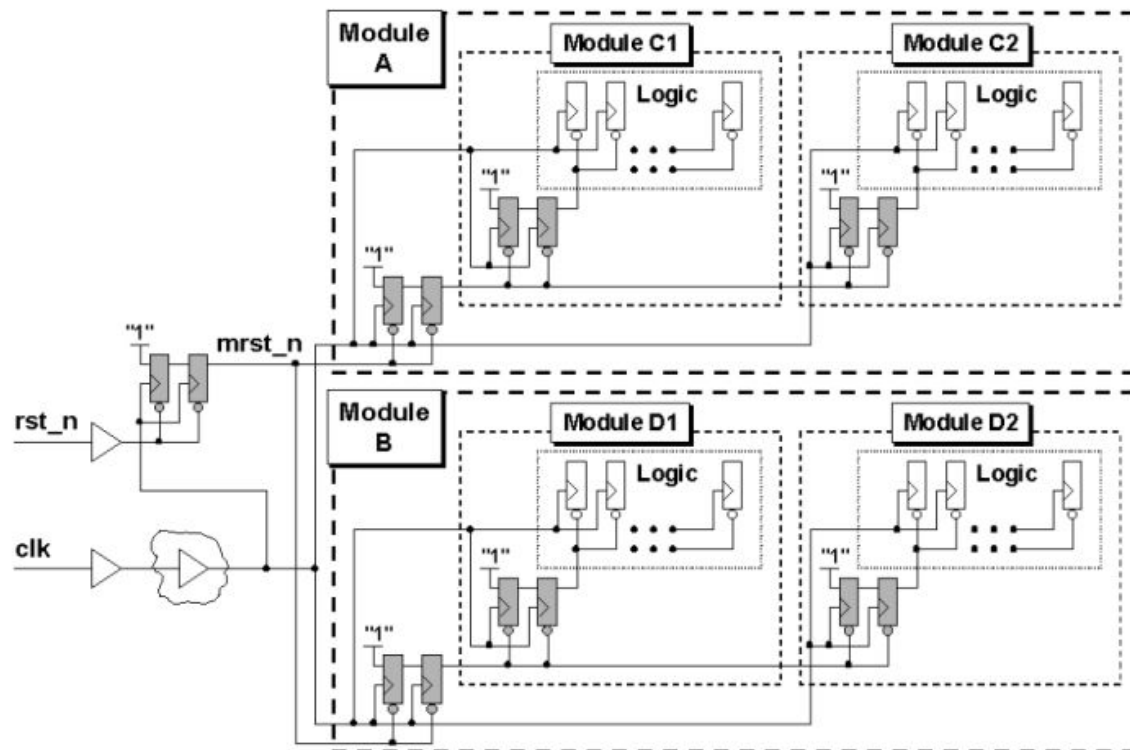 Module
A
Module C1
Module C2
Logic
Logic
"1"
"1"
"1"
"1"
mrst_n
rst_n
Module
B
Module D1
Module D2
Logic
Logic
clk
"1"
"1"
"1"